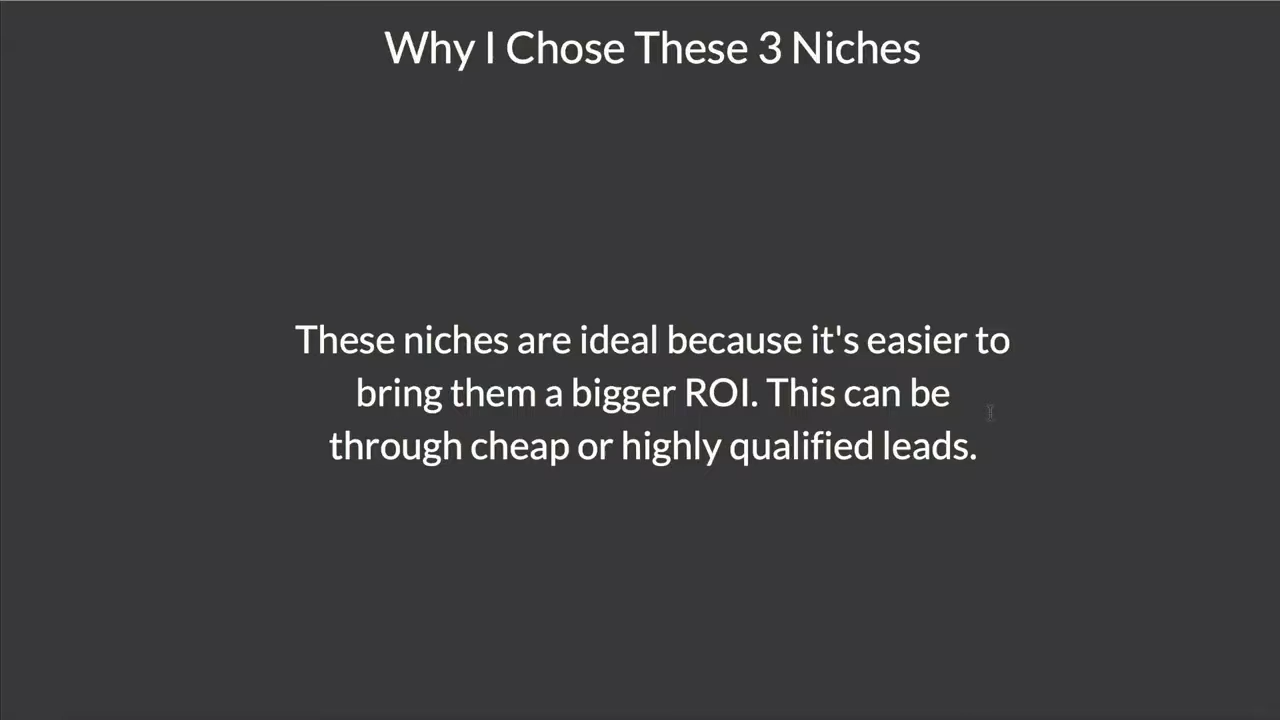 Why I Chose These 3 Niches
These niches are ideal because it's easier to
bring them a bigger ROI. This can be
through cheap or highly qualified leads.